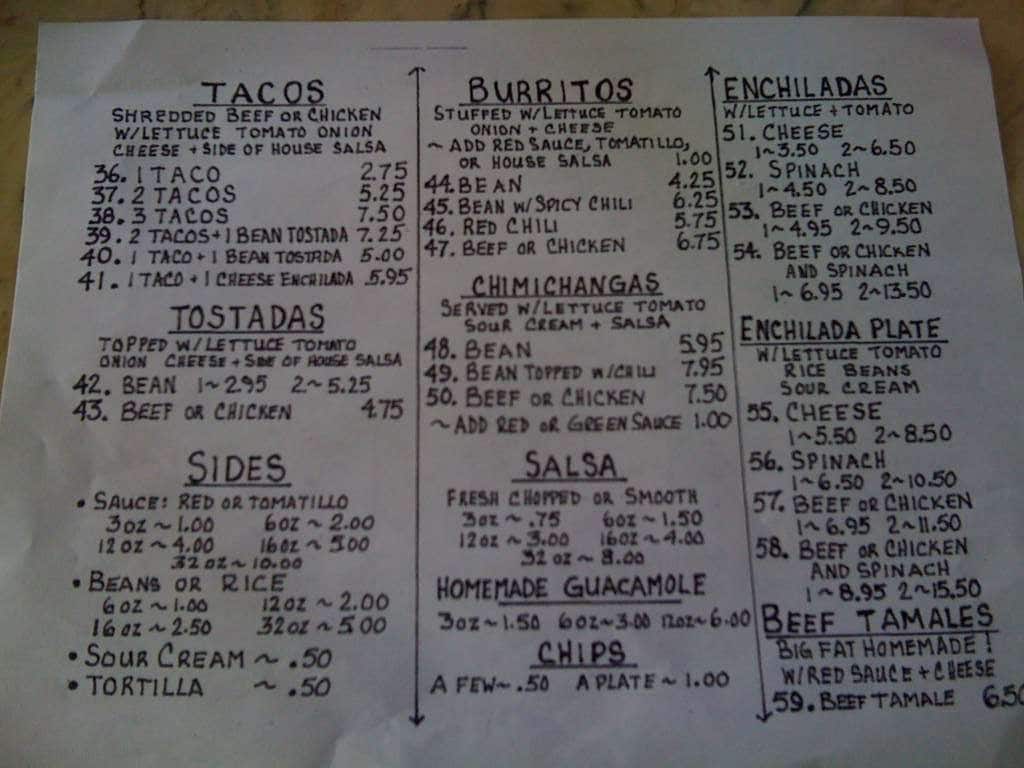 TACOS
SHREDDED BEEF OR CHICKEN
W/LETTUCE TOMATO ONION
CHEESE + SIDE OF HOUSE SALSA
36. 1 TACO 2.75
37. 2 TACOS 5.25
38. 3 TACOS 7.50
39. 2 TACOS + 1 BEAN TOSTADA 7.25
40. 1 TACO + 1 BEAN TOSTADA 5.00
41. 1 TACO + 1 CHEESE ENCHILADA 5.95
TOSTADAS
TOPPED W/LETTUCE TOMATO
ONION CHEESE + SIDE OF HOUSE SALSA
42. BEAN 1~2.95 2~5.25
43. BEEF OR CHICKEN 4.75
SIDES
• SAUCE: RED OR TOMATILLO
3oz ~ 1.00 6oz ~ 2.00
12oz ~ 4.00 16oz ~ 5.00
32oz ~ 10.00
• BEANS OR RICE
6oz ~ 1.00 12oz ~ 2.00
16oz ~ 2.50 32oz ~ 5.00
• SOUR CREAM ~ .50
• TORTILLA ~ .50
BURRITOS
STUFFED W/LETTUCE TOMATO
ONION + CHEESE
~ ADD RED SAUCE, TOMATILLO,
OR HOUSE SALSA 1.00
44. BEAN 4.25
45. BEAN W/SPICY CHILI 6.25
46. RED CHILI 5.75
47. BEEF OR CHICKEN 6.75
CHIMICHANGAS
SERVED W/LETTUCE TOMATO
SOUR CREAM + SALSA
48. BEAN 5.95
49. BEAN TOPPED W/CHILI 7.95
50. BEEF OR CHICKEN 7.50
~ ADD RED OR GREEN SAUCE 1.00
SALSA
FRESH CHOPPED OR SMOOTH
3oz ~ .75 6oz ~ 1.50
12oz ~ 3.00 16oz ~ 4.00
32oz ~ 8.00
HOMEMADE GUACAMOLE
3oz ~ 1.50 6oz ~ 3.00 12oz ~ 6.00
CHIPS
A FEW ~ .50 A PLATE ~ 1.00
ENCHILADAS
W/LETTUCE + TOMATO
51. CHEESE
1~3.50 2~6.50
52. SPINACH
1~4.50 2~8.50
53. BEEF OR CHICKEN
1~4.95 2~9.50
54. BEEF OR CHICKEN
AND SPINACH
1~6.95 2~13.50
ENCHILADA PLATE
W/LETTUCE TOMATO
RICE BEANS
SOUR CREAM
55. CHEESE
1~5.50 2~8.50
56. SPINACH
1~6.50 2~10.50
57. BEEF OR CHICKEN
1~6.95 2~11.50
58. BEEF OR CHICKEN
AND SPINACH
1~8.95 2~15.50
BEEF TAMALES
BIG FAT HOMEMADE!
W/RED SAUCE + CHEESE
59. BEEF TAMALE 6.50